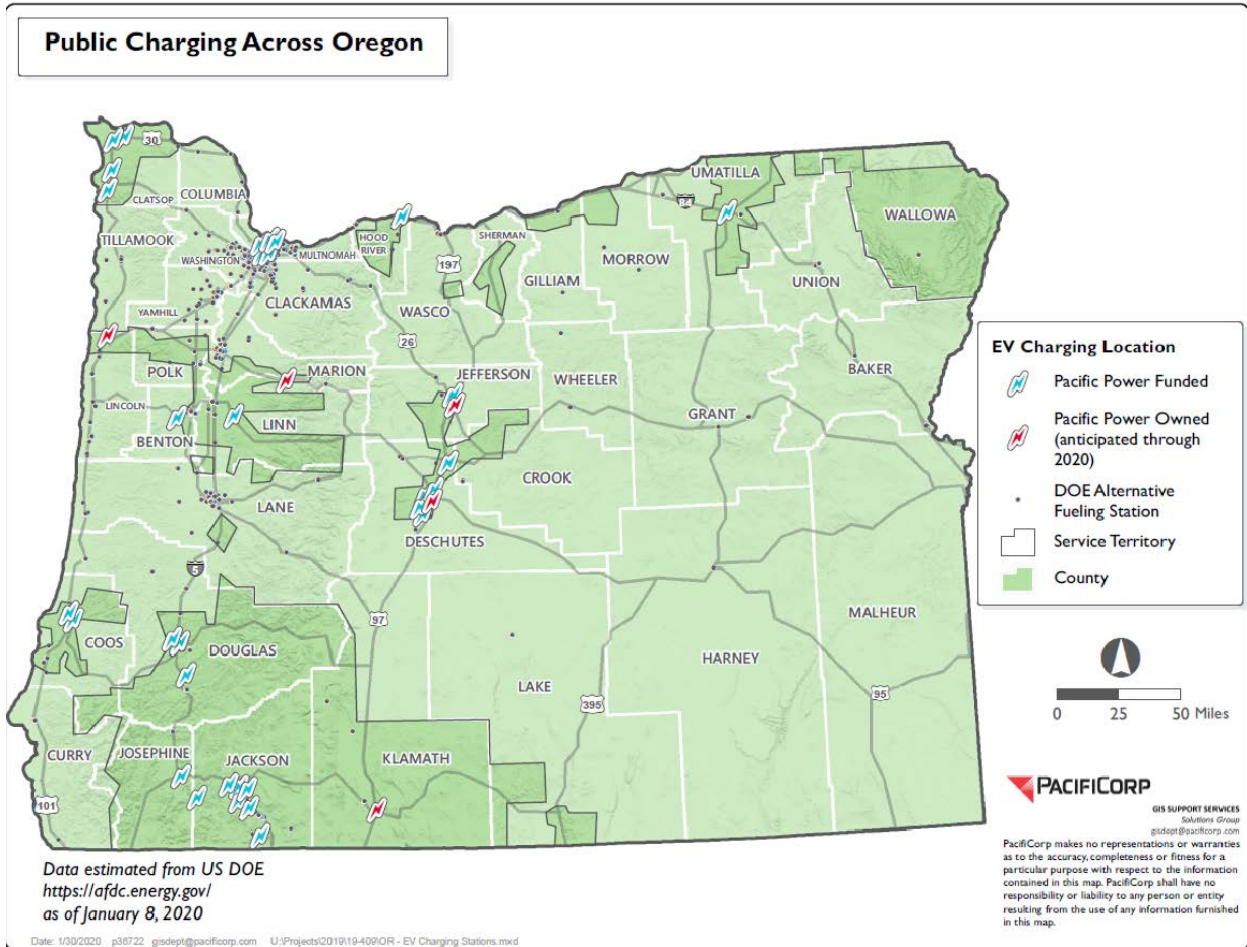 Public Charging Across Oregon
30
CLATSOP
COLUMBIA
TILLAMOOK
WASHINGTON
MULTNOMAH
HOOD
RIVER
SHERMAN
UMATILLA
84
WALLOWA
197
GILLIAM
MORROW
UNION
YAMHILL
CLACKAMAS
WASCO
26
POLK
MARION
JEFFERSON
WHEELER
BAKER
LINCOLN
BENTON
LINN
GRANT
CROOK
LANE
DESCHUTES
5
97
COOS
DOUGLAS
MALHEUR
HARNEY
LAKE
395
95
CURRY
JOSEPHINE
JACKSON
KLAMATH
101
EV Charging Location
Pacific Power Funded
Pacific Power Owned
(anticipated through
2020)
DOE Alternative
Fueling Station
Service Territory
County
0 25 50 Miles
PACIFICORP
GIS SUPPORT SERVICES
Solutions Group
gisdept@pacificorp.com
PacifiCorp makes no representations or warranties
as to the accuracy, completeness or fitness for a
particular purpose with respect to the information
contained in this map. PacifiCorp shall have no
responsibility or liability to any person or entity
resulting from the use of any information furnished
in this map.
Data estimated from US DOE
https://afdc.energy.gov/
as of January 8, 2020
Date: 1/30/2020 p36722 gisdept@pacificorp.com U:\Projects\2019\19-409\OR - EV Charging Stations.mxd